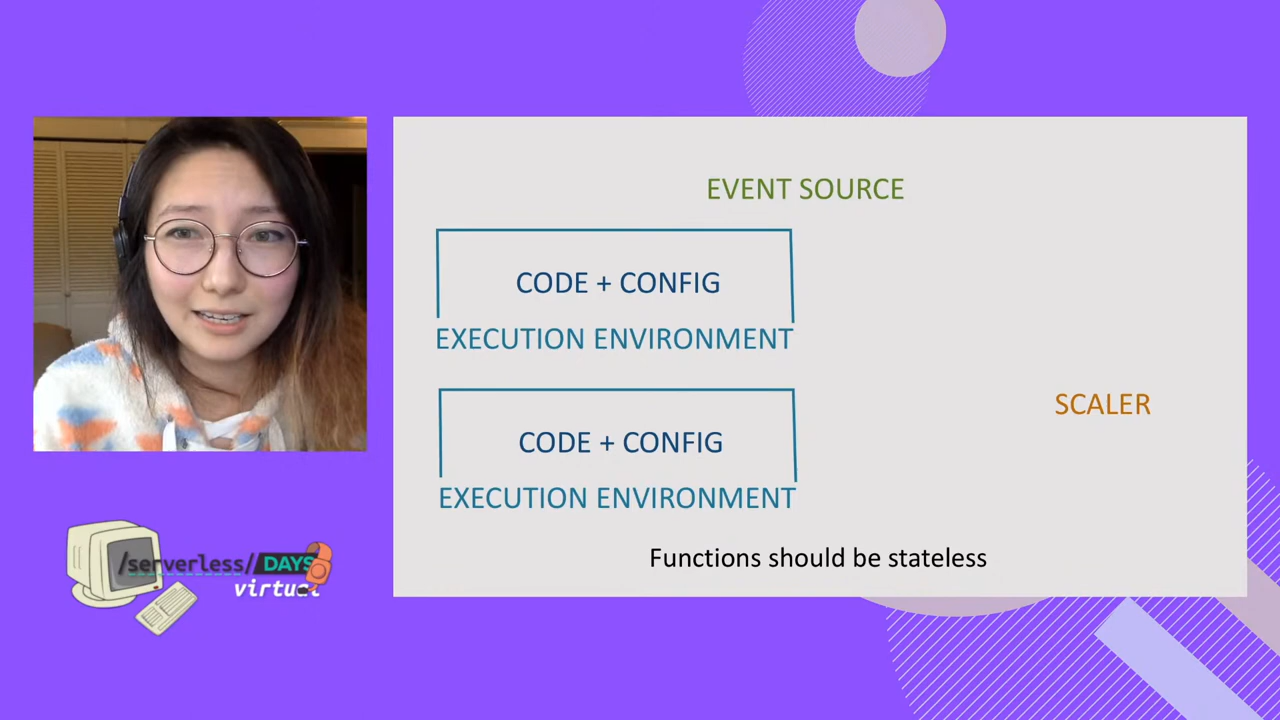 EVENT SOURCE
CODE + CONFIG
EXECUTION ENVIRONMENT
SCALER
CODE + CONFIG
EXECUTION ENVIRONMENT
Functions should be stateless
/serverless/ DAYS
virtual